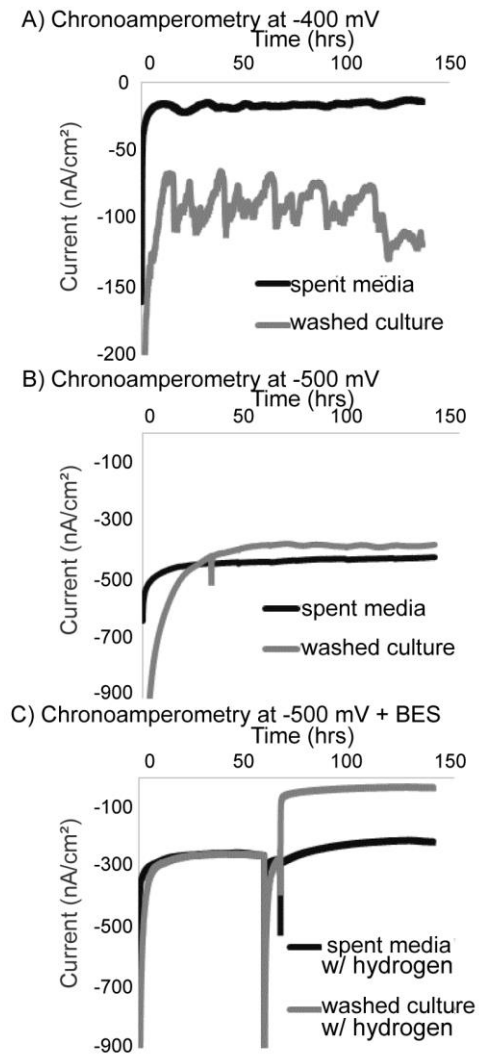 A) Chronoamperometry at -400 mV
Time (hrs)
0 50 100 150
0
-50
-100
-150
-200
Current (nA/cm²)
spent media
washed culture
B) Chronoamperometry at -500 mV
Time (hrs)
0 50 100 150
-100
-300
-500
-700
-900
Current (nA/cm²)
spent media
washed culture
C) Chronoamperometry at -500 mV + BES
Time (hrs)
0 50 100 150
-100
-300
-500
-700
-900
Current (nA/cm²)
spent media
w/ hydrogen
washed culture
w/ hydrogen